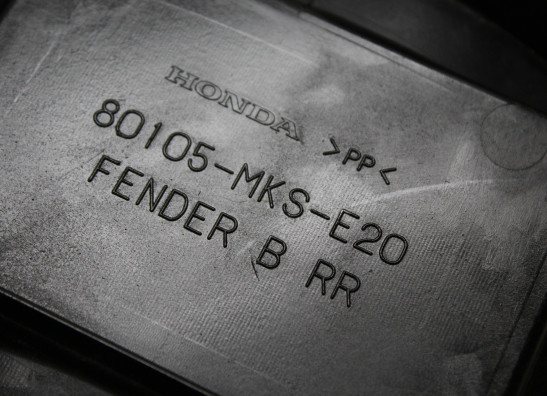 HONDA >PP<
80105-MKS-E20
FENDER B RR